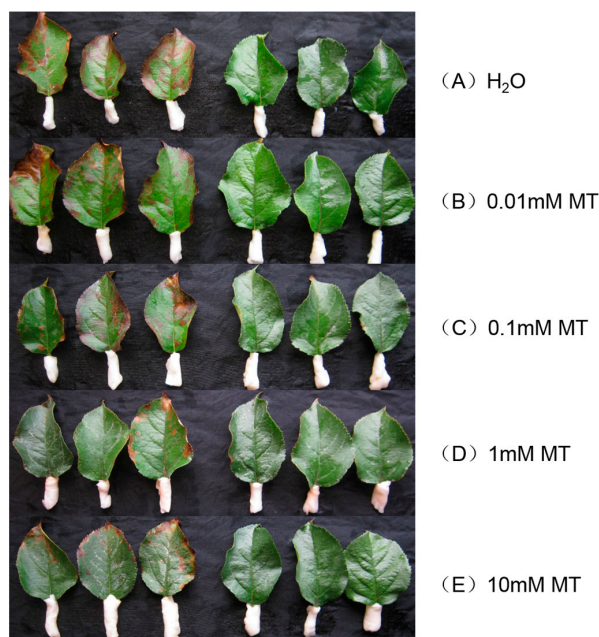 （A）H₂O
（B）0.01mM MT
（C）0.1mM MT
（D）1mM MT
（E）10mM MT